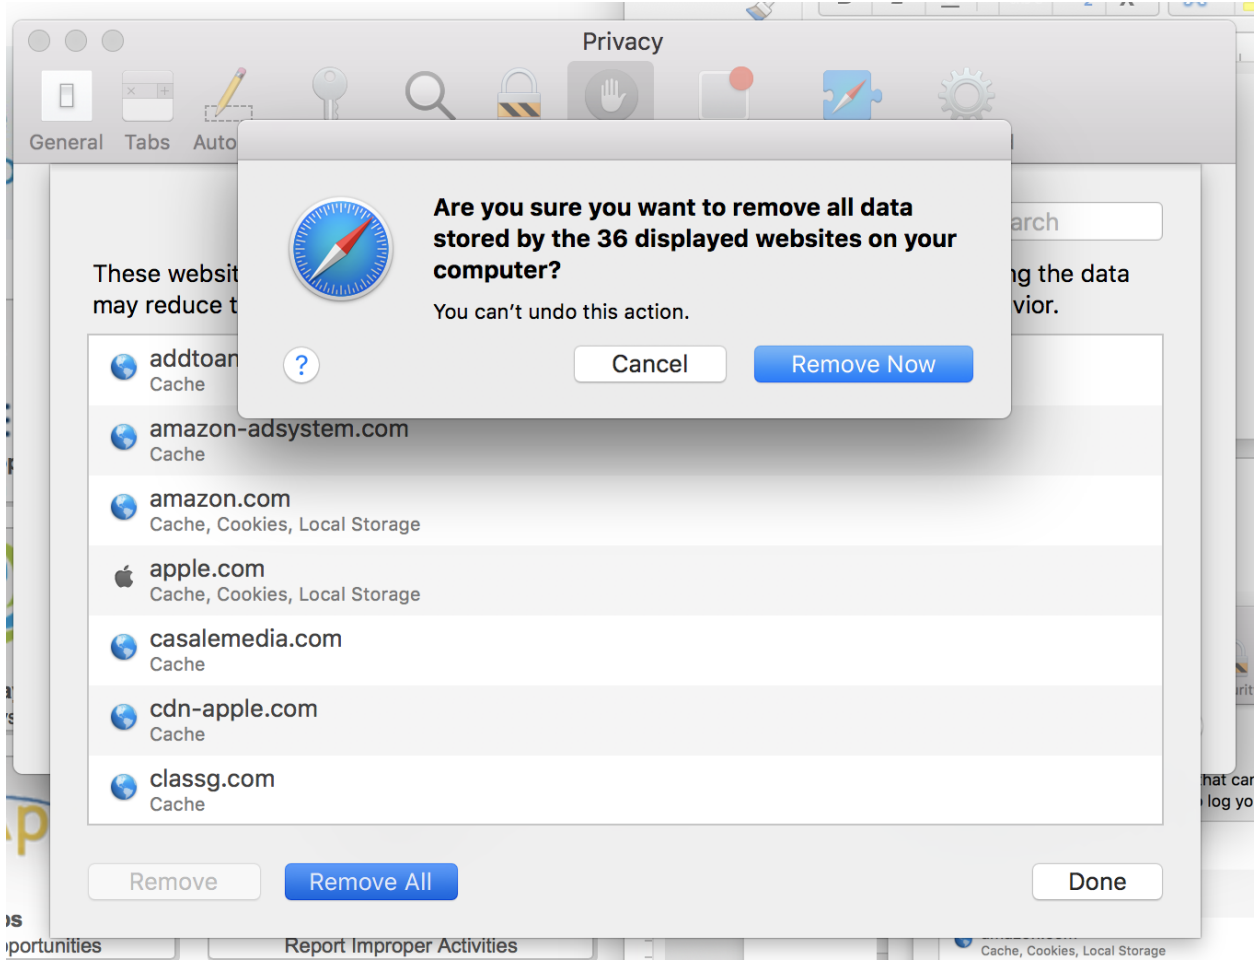 Privacy
General Tabs Auto
Are you sure you want to remove all data
stored by the 36 displayed websites on your
computer?
You can't undo this action.
? Cancel Remove Now
arch
These websit ng the data
may reduce t vior.
addtoan
Cache
amazon-adsystem.com
Cache
amazon.com
Cache, Cookies, Local Storage
apple.com
Cache, Cookies, Local Storage
casalemedia.com
Cache
cdn-apple.com
Cache
classg.com
Cache
that can
log yo
Remove Remove All Done
pportunities Report Improper Activities
Cache, Cookies, Local Storage